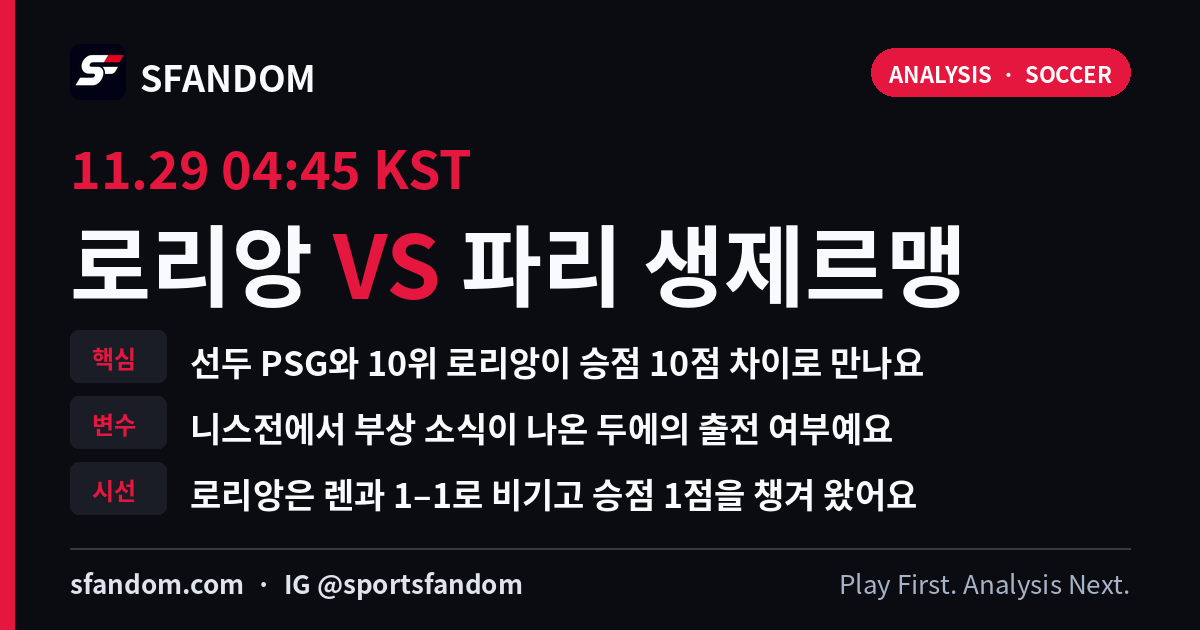 SF SFANDOM
ANALYSIS · SOCCER
11.29 04:45 KST
로리앙 VS 파리 생제르맹
핵심 선두 PSG와 10위 로리앙이 승점 10점 차이로 만나요
변수 니스전에서 부상 소식이 나온 두에의 출전 여부예요
시선 로리앙은 렌과 1–1로 비기고 승점 1점을 챙겨 왔어요
sfandom.com · IG @sportsfandom
Play First. Analysis Next.